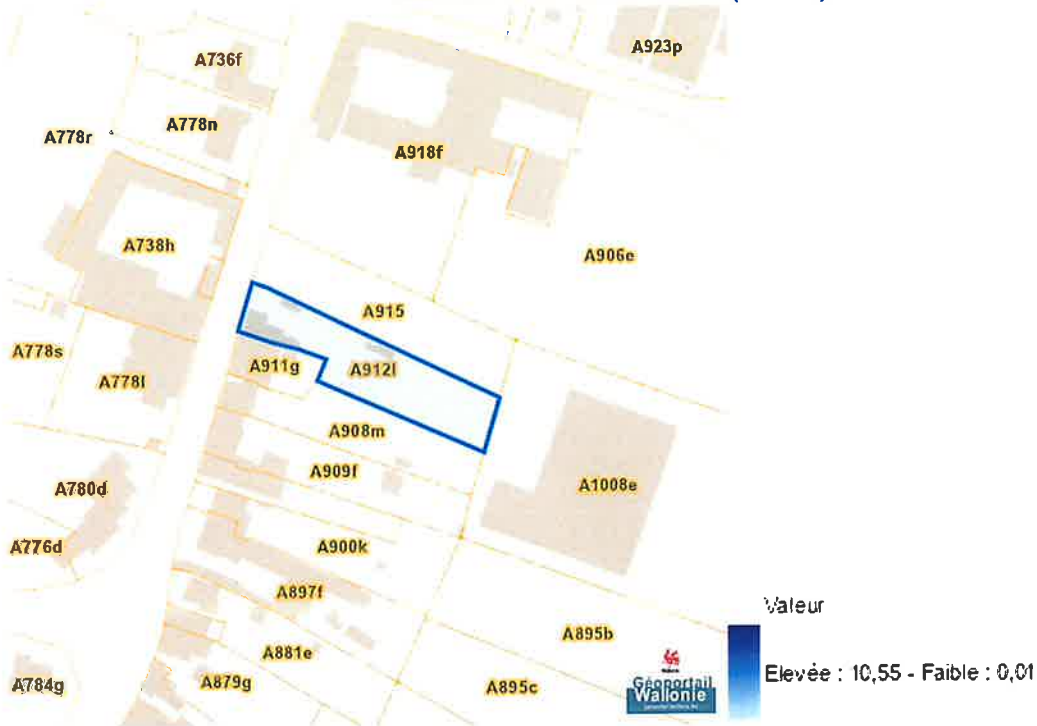 A923p
A736f
A778n
A778r
A918f
A738h
A906e
A915
A778s
A911g
A912l
A778l
A908m
A909f
A780d
A1008e
A776d
A900k
A897f
A895b
A881e
A784g
A879g
A895c
Géoportail
Wallonie
Valeur
Elevée : 10,55 - Faible : 0,01